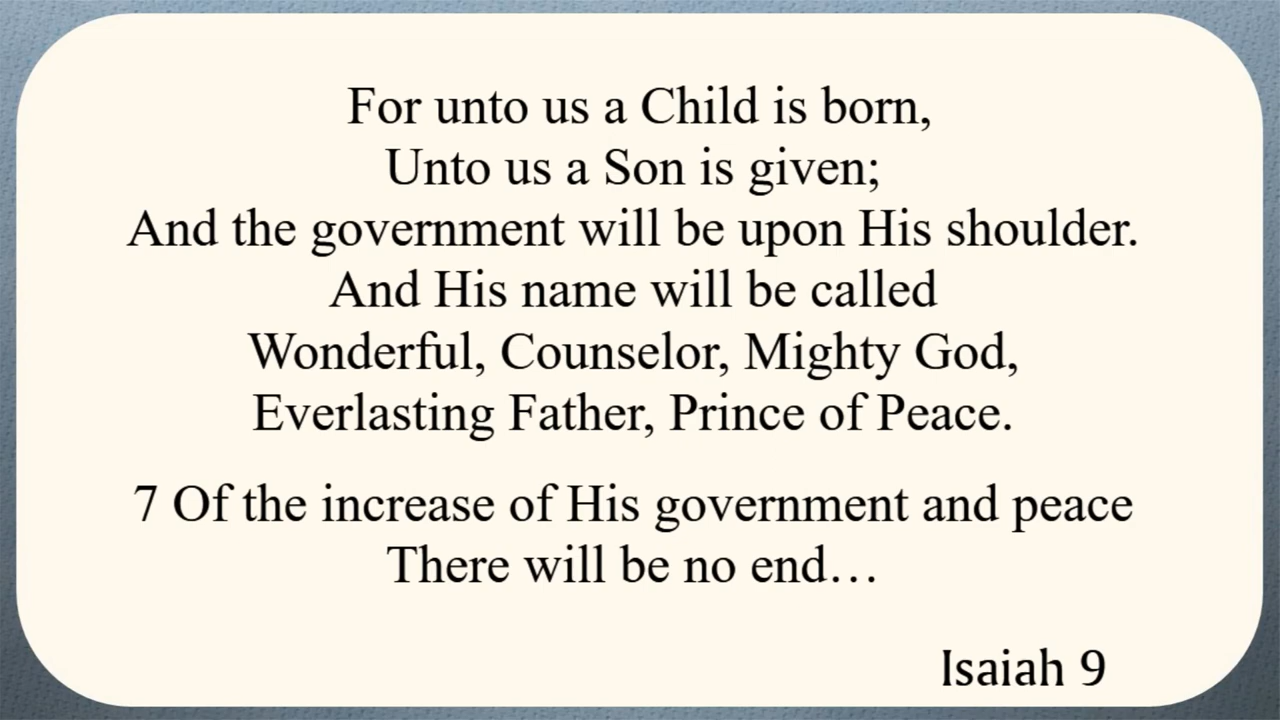 For unto us a Child is born,
Unto us a Son is given;
And the government will be upon His shoulder.
And His name will be called
Wonderful, Counselor, Mighty God,
Everlasting Father, Prince of Peace.
7 Of the increase of His government and peace
There will be no end…
Isaiah 9